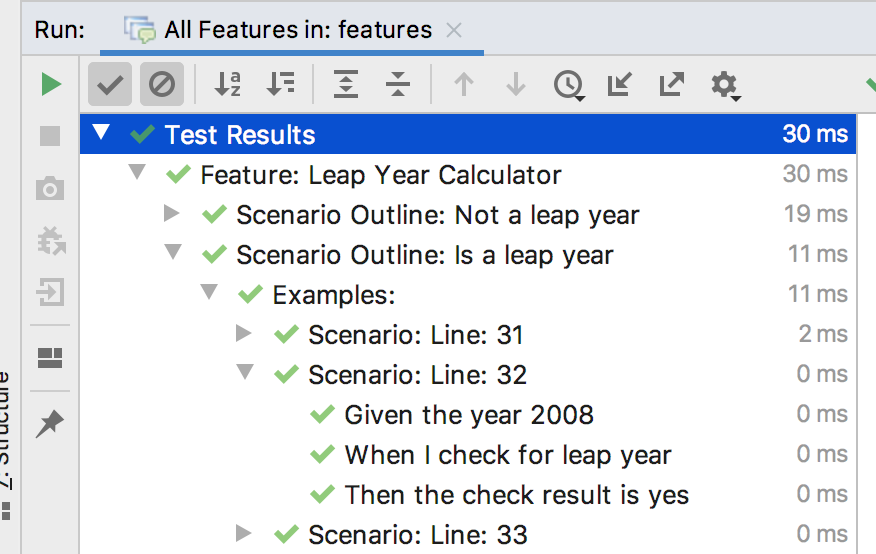 Run: All Features in: features
Test Results 30 ms
Feature: Leap Year Calculator 30 ms
Scenario Outline: Not a leap year 19 ms
Scenario Outline: Is a leap year 11 ms
Examples: 11 ms
Scenario: Line: 31 2 ms
Scenario: Line: 32 0 ms
Given the year 2008 0 ms
When I check for leap year 0 ms
Then the check result is yes 0 ms
Scenario: Line: 33 0 ms
7: Structure